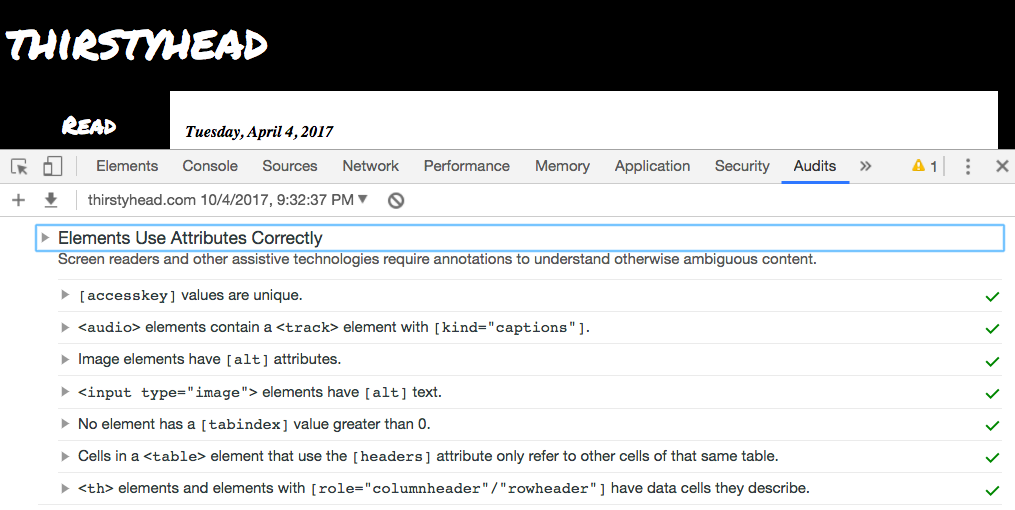 THIRSTYHEAD
READ
Tuesday, April 4, 2017
Elements Console Sources Network Performance Memory Application Security Audits » 1
thirstyhead.com 10/4/2017, 9:32:37 PM
Elements Use Attributes Correctly
Screen readers and other assistive technologies require annotations to understand otherwise ambiguous content.
[accesskey] values are unique.
<audio> elements contain a <track> element with [kind="captions"].
Image elements have [alt] attributes.
<input type="image"> elements have [alt] text.
No element has a [tabindex] value greater than 0.
Cells in a <table> element that use the [headers] attribute only refer to other cells of that same table.
<th> elements and elements with [role="columnheader"/"rowheader"] have data cells they describe.